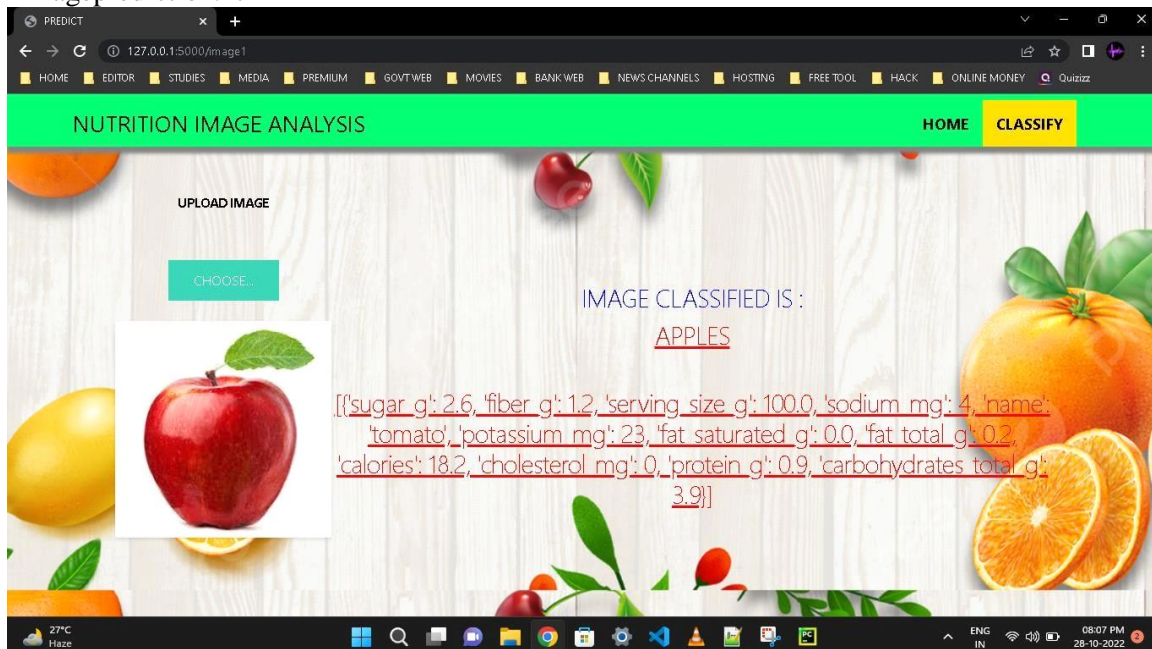 PREDICT
127.0.0.1:5000/image1
HOME EDITOR STUDIES MEDIA PREMIUM GOVT WEB MOVIES BANK WEB NEWS CHANNELS HOSTING FREE TOOL HACK ONLINE MONEY Quizizz
NUTRITION IMAGE ANALYSIS HOME CLASSIFY
UPLOAD IMAGE
CHOOSE...
IMAGE CLASSIFIED IS :
APPLES
[{'sugar_g': 2.6, 'fiber_g': 1.2, 'serving_size_g': 100.0, 'sodium_mg': 4, 'name':
'tomato', 'potassium_mg': 23, 'fat_saturated_g': 0.0, 'fat_total_g': 0.2,
'calories': 18.2, 'cholesterol_mg': 0, 'protein_g': 0.9, 'carbohydrates_total_g':
3.9}]
27°C
Haze
ENG
IN
08:07 PM
28-10-2022
2